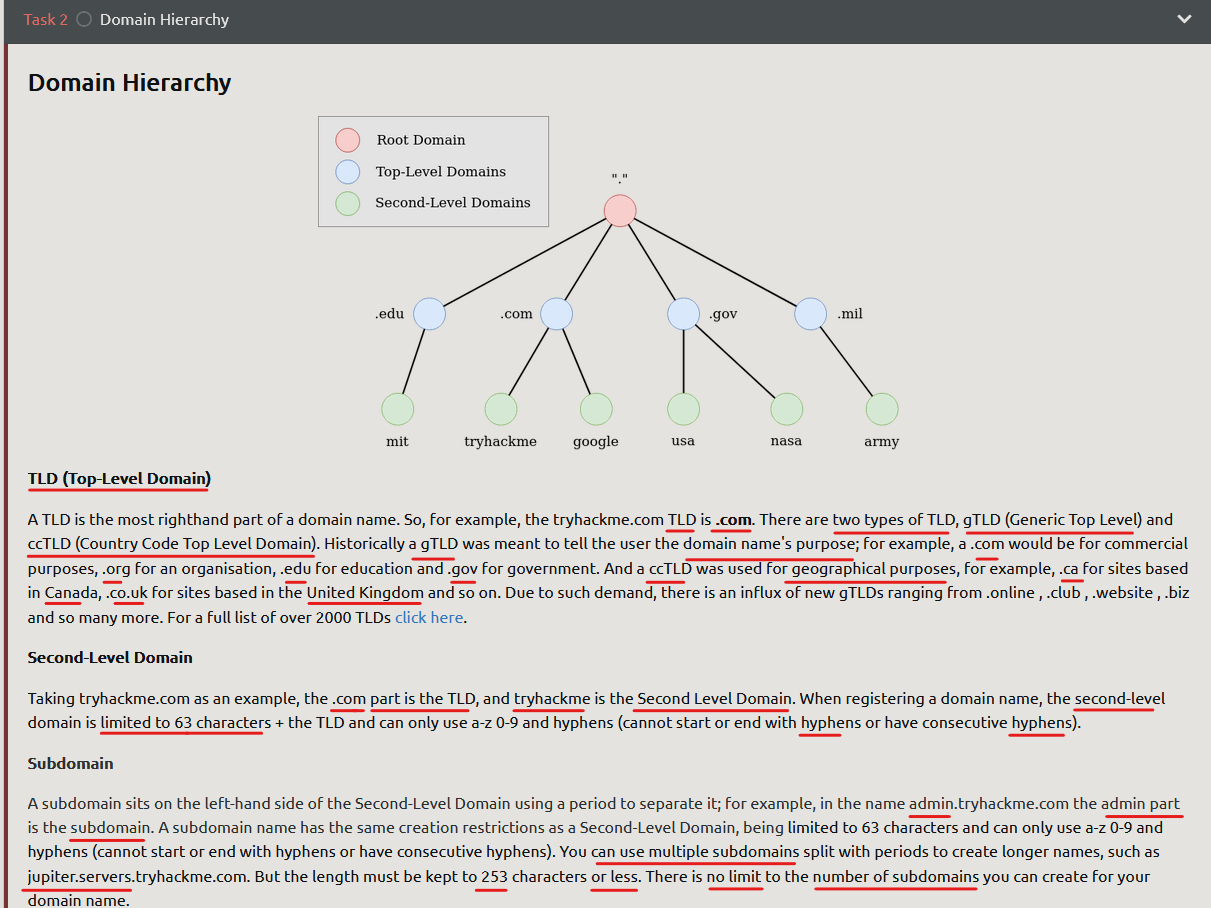 Task 2 Domain Hierarchy
Domain Hierarchy
Root Domain
Top-Level Domains
Second-Level Domains
"."
.edu .com .gov .mil
mit tryhackme google usa nasa army
TLD (Top-Level Domain)
A TLD is the most righthand part of a domain name. So, for example, the tryhackme.com TLD is .com. There are two types of TLD, gTLD (Generic Top Level) and
ccTLD (Country Code Top Level Domain). Historically a gTLD was meant to tell the user the domain name's purpose; for example, a .com would be for commercial
purposes, .org for an organisation, .edu for education and .gov for government. And a ccTLD was used for geographical purposes, for example, .ca for sites based
in Canada, .co.uk for sites based in the United Kingdom and so on. Due to such demand, there is an influx of new gTLDs ranging from .online , .club , .website , .biz
and so many more. For a full list of over 2000 TLDs click here.
Second-Level Domain
Taking tryhackme.com as an example, the .com part is the TLD, and tryhackme is the Second Level Domain. When registering a domain name, the second-level
domain is limited to 63 characters + the TLD and can only use a-z 0-9 and hyphens (cannot start or end with hyphens or have consecutive hyphens).
Subdomain
A subdomain sits on the left-hand side of the Second-Level Domain using a period to separate it; for example, in the name admin.tryhackme.com the admin part
is the subdomain. A subdomain name has the same creation restrictions as a Second-Level Domain, being limited to 63 characters and can only use a-z 0-9 and
hyphens (cannot start or end with hyphens or have consecutive hyphens). You can use multiple subdomains split with periods to create longer names, such as
jupiter.servers.tryhackme.com. But the length must be kept to 253 characters or less. There is no limit to the number of subdomains you can create for your
domain name.